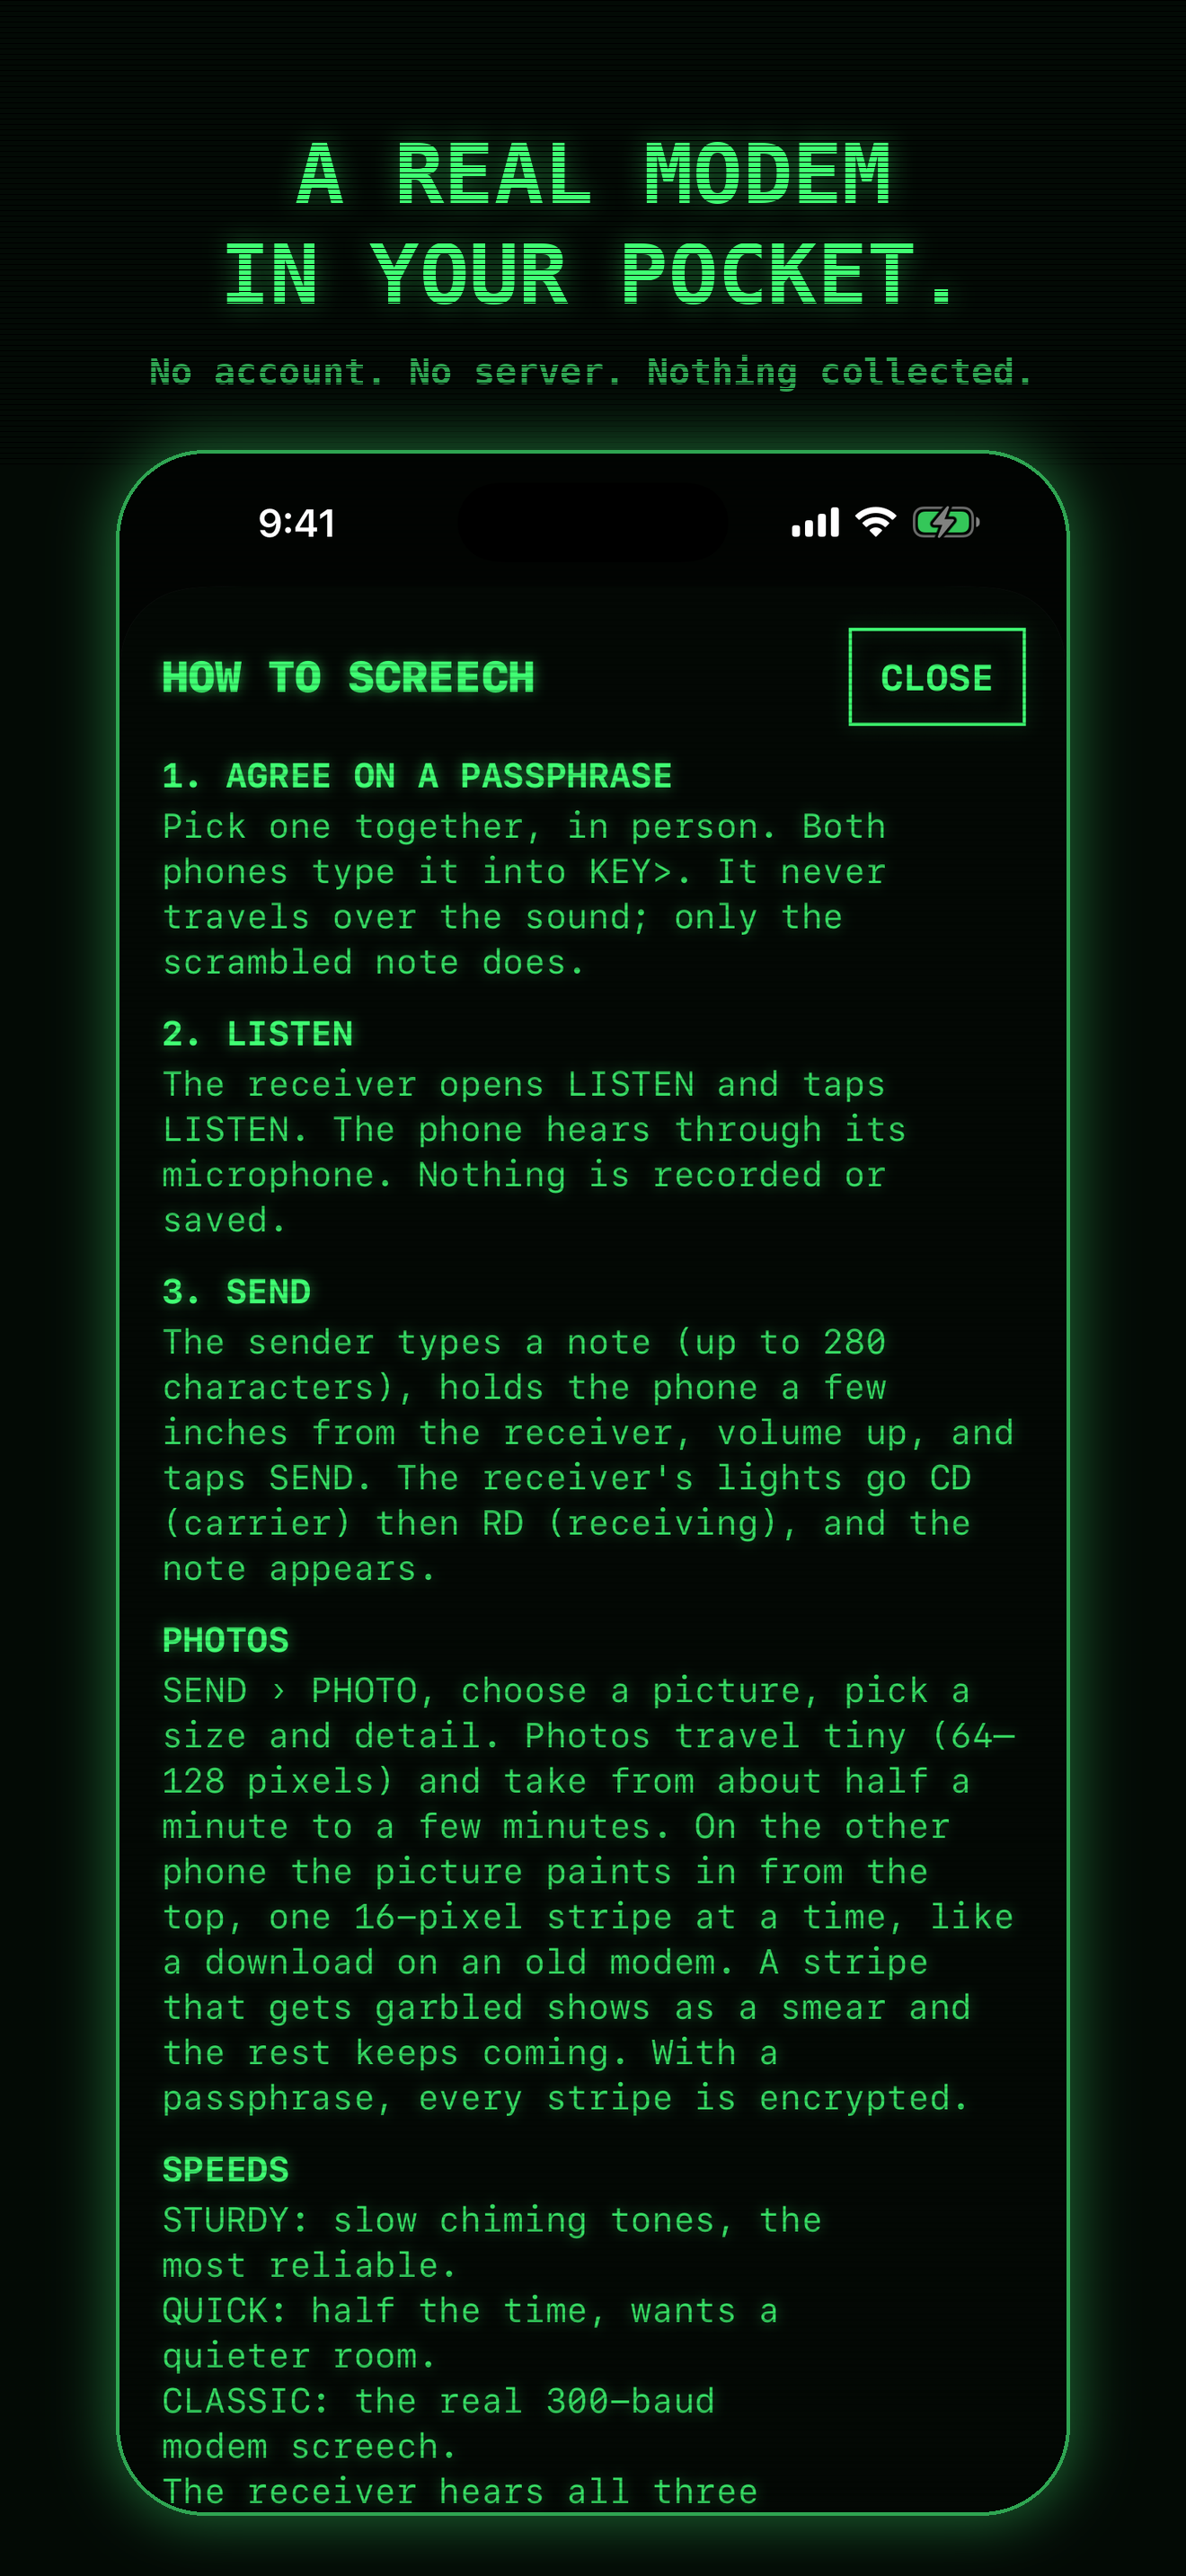 A REAL MODEM
IN YOUR POCKET.
No account. No server. Nothing collected.
9:41
HOW TO SCREECH
CLOSE
1. AGREE ON A PASSPHRASE
Pick one together, in person. Both
phones type it into KEY>. It never
travels over the sound; only the
scrambled note does.
2. LISTEN
The receiver opens LISTEN and taps
LISTEN. The phone hears through its
microphone. Nothing is recorded or
saved.
3. SEND
The sender types a note (up to 280
characters), holds the phone a few
inches from the receiver, volume up, and
taps SEND. The receiver's lights go CD
(carrier) then RD (receiving), and the
note appears.
PHOTOS
SEND › PHOTO, choose a picture, pick a
size and detail. Photos travel tiny (64–
128 pixels) and take from about half a
minute to a few minutes. On the other
phone the picture paints in from the
top, one 16-pixel stripe at a time, like
a download on an old modem. A stripe
that gets garbled shows as a smear and
the rest keeps coming. With a
passphrase, every stripe is encrypted.
SPEEDS
STURDY: slow chiming tones, the
most reliable.
QUICK: half the time, wants a
quieter room.
CLASSIC: the real 300-baud
modem screech.
The receiver hears all three